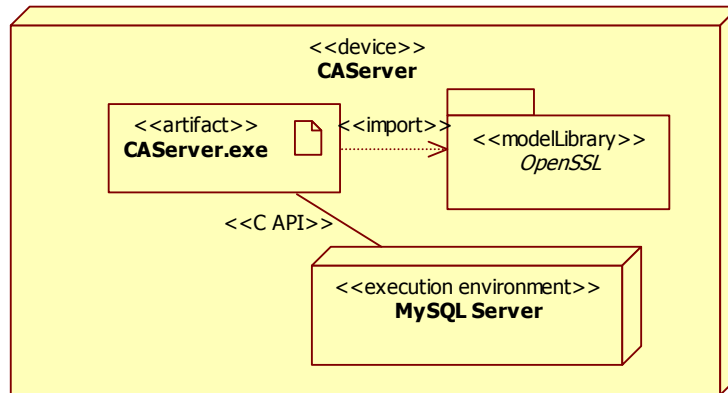 <<device>>
CAServer
<<artifact>>
CAServer.exe
<<import>>
<<modelLibrary>>
OpenSSL
<<C API>>
<<execution environment>>
MySQL Server